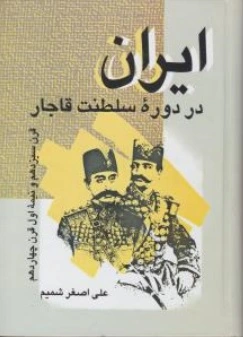 ایران
در دورهٔ سلطنت قاجار
قرن سیزدهم و نیمهٔ اول قرن چهاردهم
علی اصغر شمیم